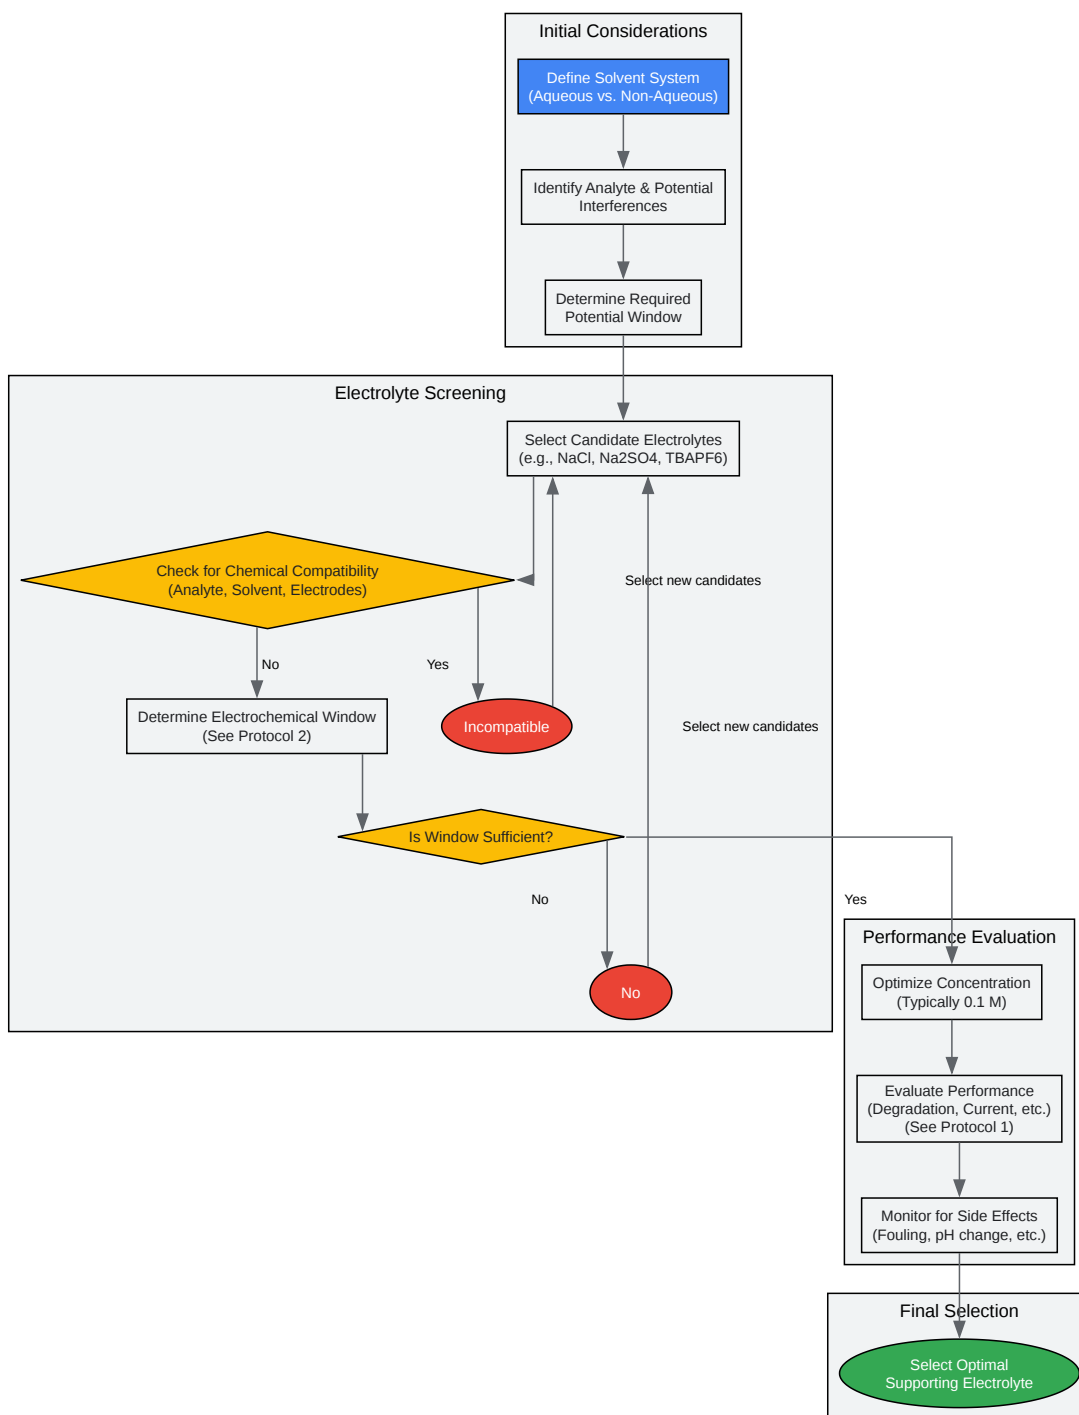 Initial Considerations
Define Solvent System
(Aqueous vs. Non-Aqueous)
Identify Analyte & Potential
Interferences
Determine Required
Potential Window
Electrolyte Screening
Select Candidate Electrolytes
(e.g., NaCl, Na2SO4, TBAPF6)
Check for Chemical Compatibility
(Analyte, Solvent, Electrodes)
Select new candidates
No
Yes
Determine Electrochemical Window
(See Protocol 2)
Incompatible
Select new candidates
Is Window Sufficient?
No
Yes
No
Performance Evaluation
Optimize Concentration
(Typically 0.1 M)
Evaluate Performance
(Degradation, Current, etc.)
(See Protocol 1)
Monitor for Side Effects
(Fouling, pH change, etc.)
Final Selection
Select Optimal
Supporting Electrolyte